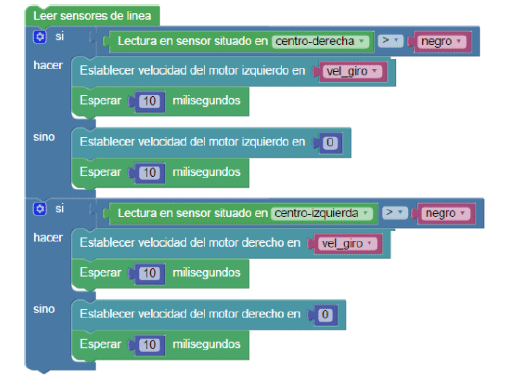 Leer sensores de linea
si Lectura en sensor situado en centro-derecha > negro
hacer Establecer velocidad del motor izquierdo en vel_giro
Esperar 10 milisegundos
sino Establecer velocidad del motor izquierdo en 0
Esperar 10 milisegundos
si Lectura en sensor situado en centro-izquierda > negro
hacer Establecer velocidad del motor derecho en vel_giro
Esperar 10 milisegundos
sino Establecer velocidad del motor derecho en 0
Esperar 10 milisegundos